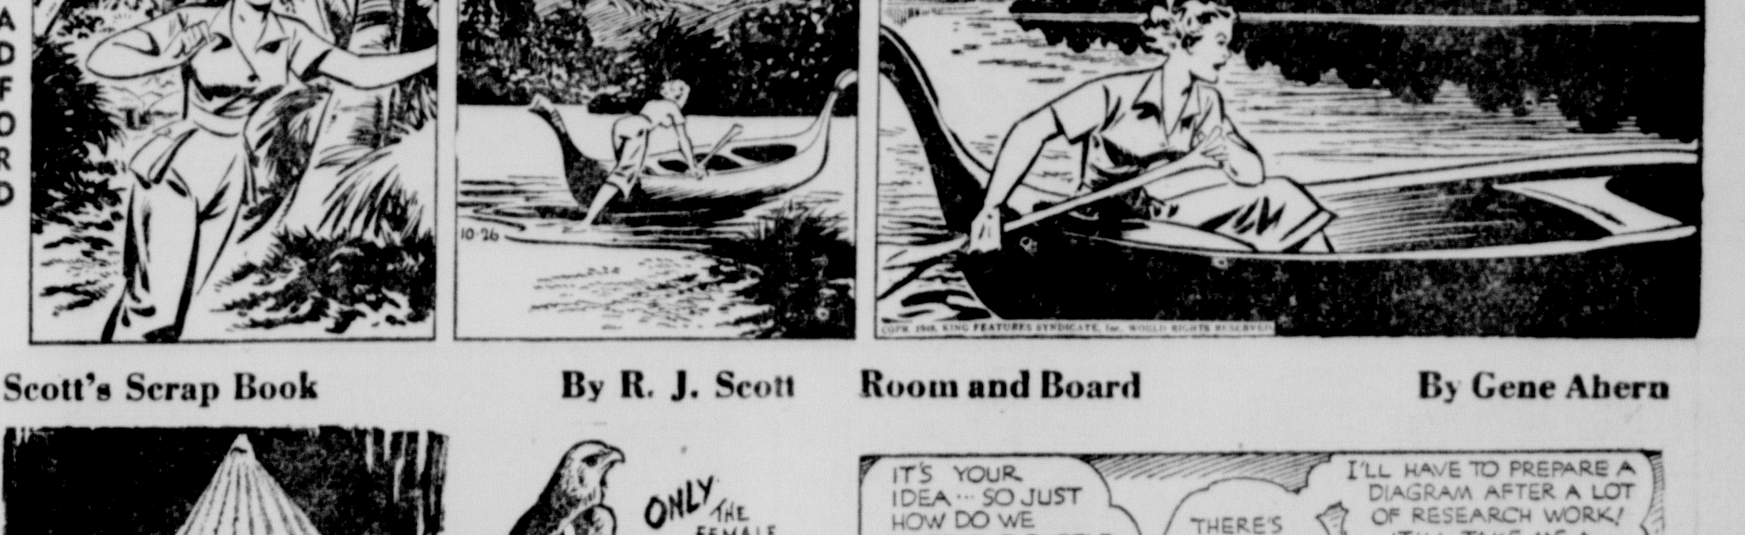 ADFORD
10-26
COPR. 1948, KING FEATURES SYNDICATE, Inc., WORLD RIGHTS RESERVED
Scott's Scrap Book
By R. J. Scott
Room and Board
By Gene Ahern
ONLY THE
FEMALE
IT'S YOUR
IDEA... SO JUST
HOW DO WE
THERE'S
I'LL HAVE TO PREPARE A
DIAGRAM AFTER A LOT
OF RESEARCH WORK!